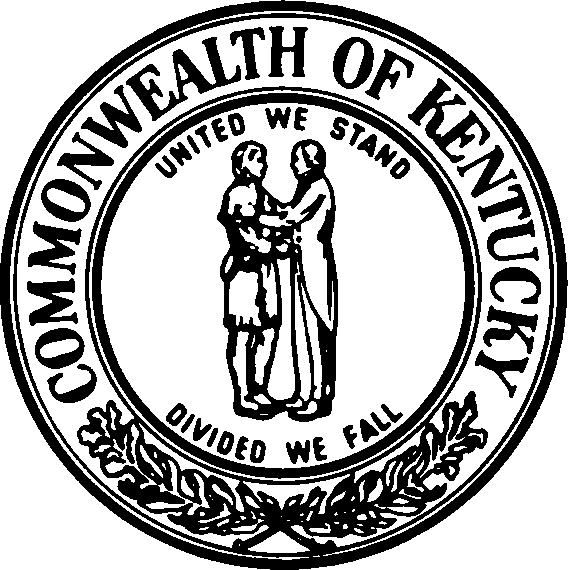 COMMONWEALTH OF KENTUCKY
UNITED WE STAND
DIVIDED WE FALL